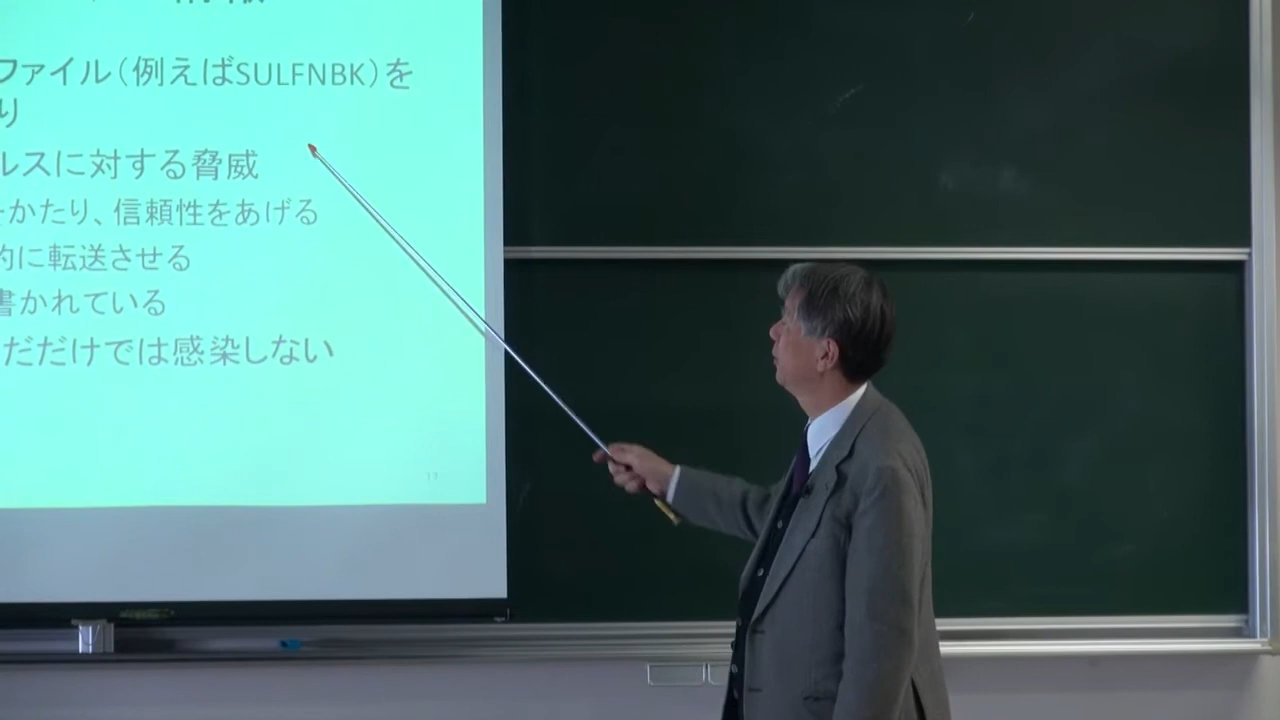 ファイル（例えばSULFNBK）を
り
ルスに対する脅威
かたり、信頼性をあげる
的に転送させる
書かれている
だだけでは感染しない
17